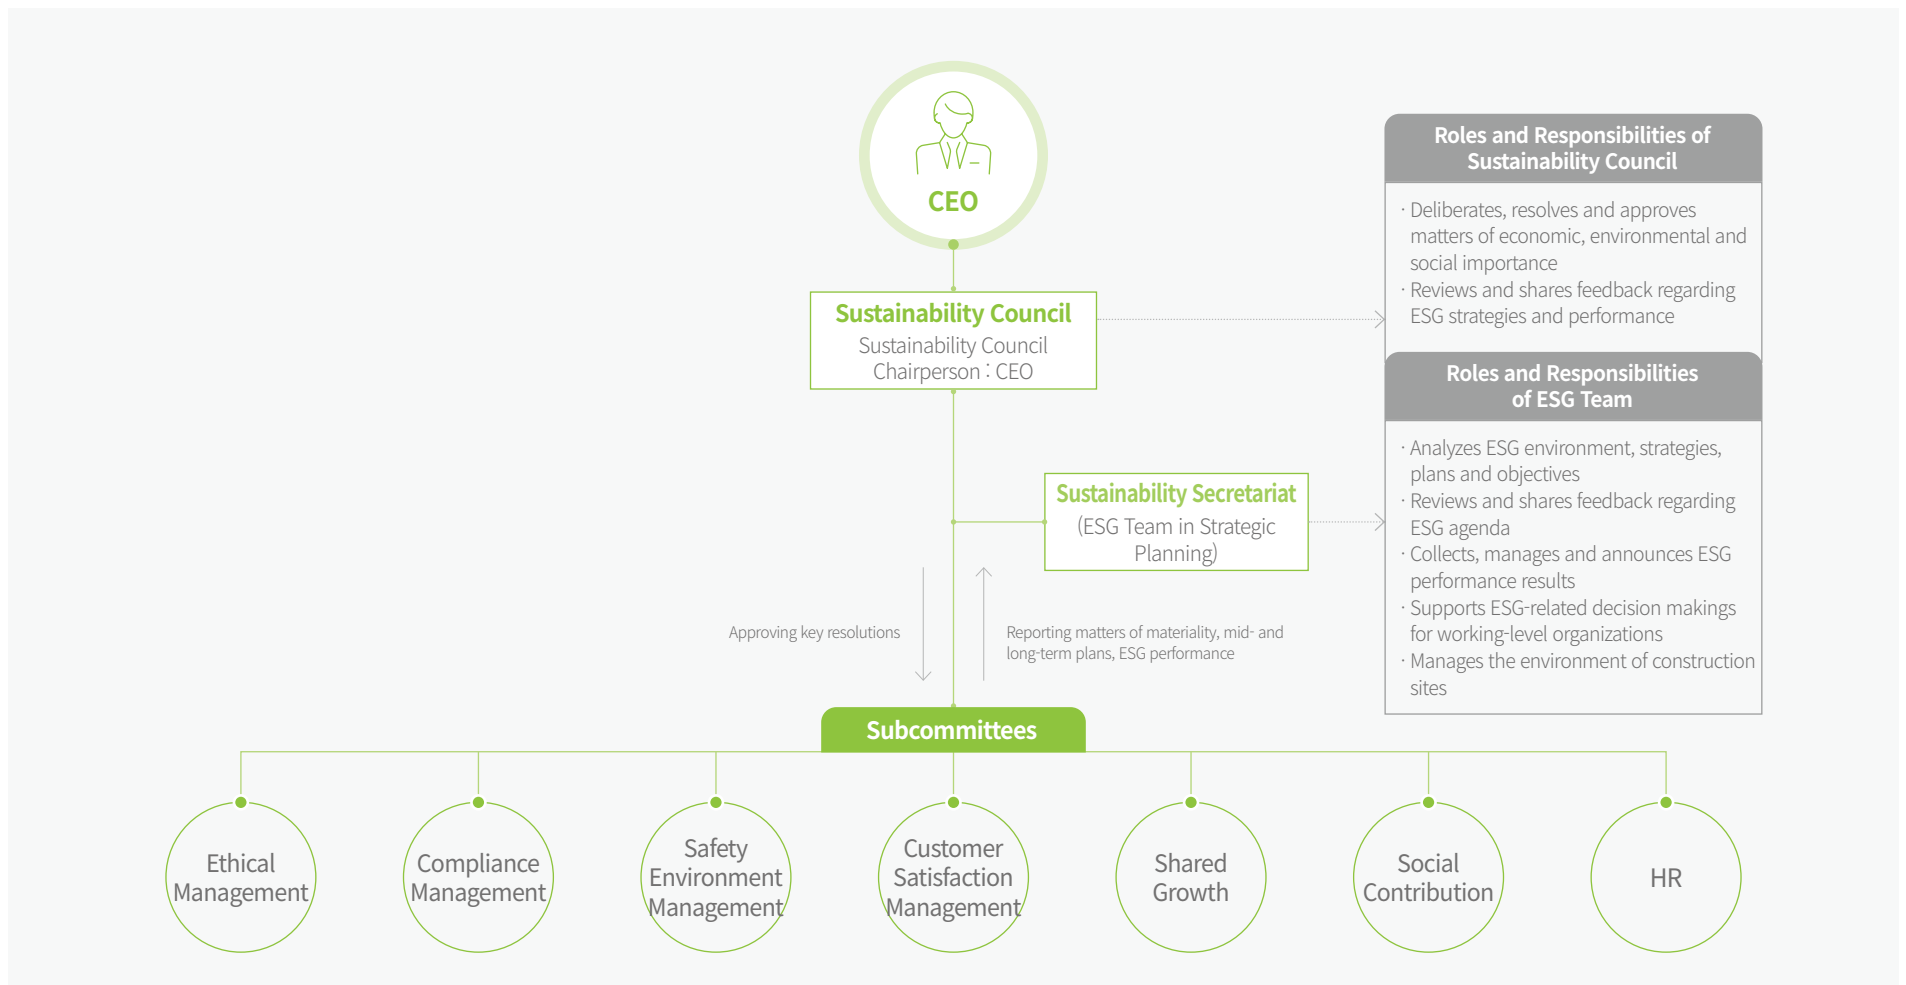 CEO
Sustainability Council
Sustainability Council
Chairperson : CEO
Roles and Responsibilities of
Sustainability Council
· Deliberates, resolves and approves
matters of economic, environmental and
social importance
· Reviews and shares feedback regarding
ESG strategies and performance
Sustainability Secretariat
(ESG Team in Strategic
Planning)
Roles and Responsibilities
of ESG Team
· Analyzes ESG environment, strategies,
plans and objectives
· Reviews and shares feedback regarding
ESG agenda
· Collects, manages and announces ESG
performance results
· Supports ESG-related decision makings
for working-level organizations
· Manages the environment of construction
sites
Approving key resolutions
Reporting matters of materiality, mid- and
long-term plans, ESG performance
Subcommittees
Ethical
Management
Compliance
Management
Safety
Environment
Management
Customer
Satisfaction
Management
Shared
Growth
Social
Contribution
HR